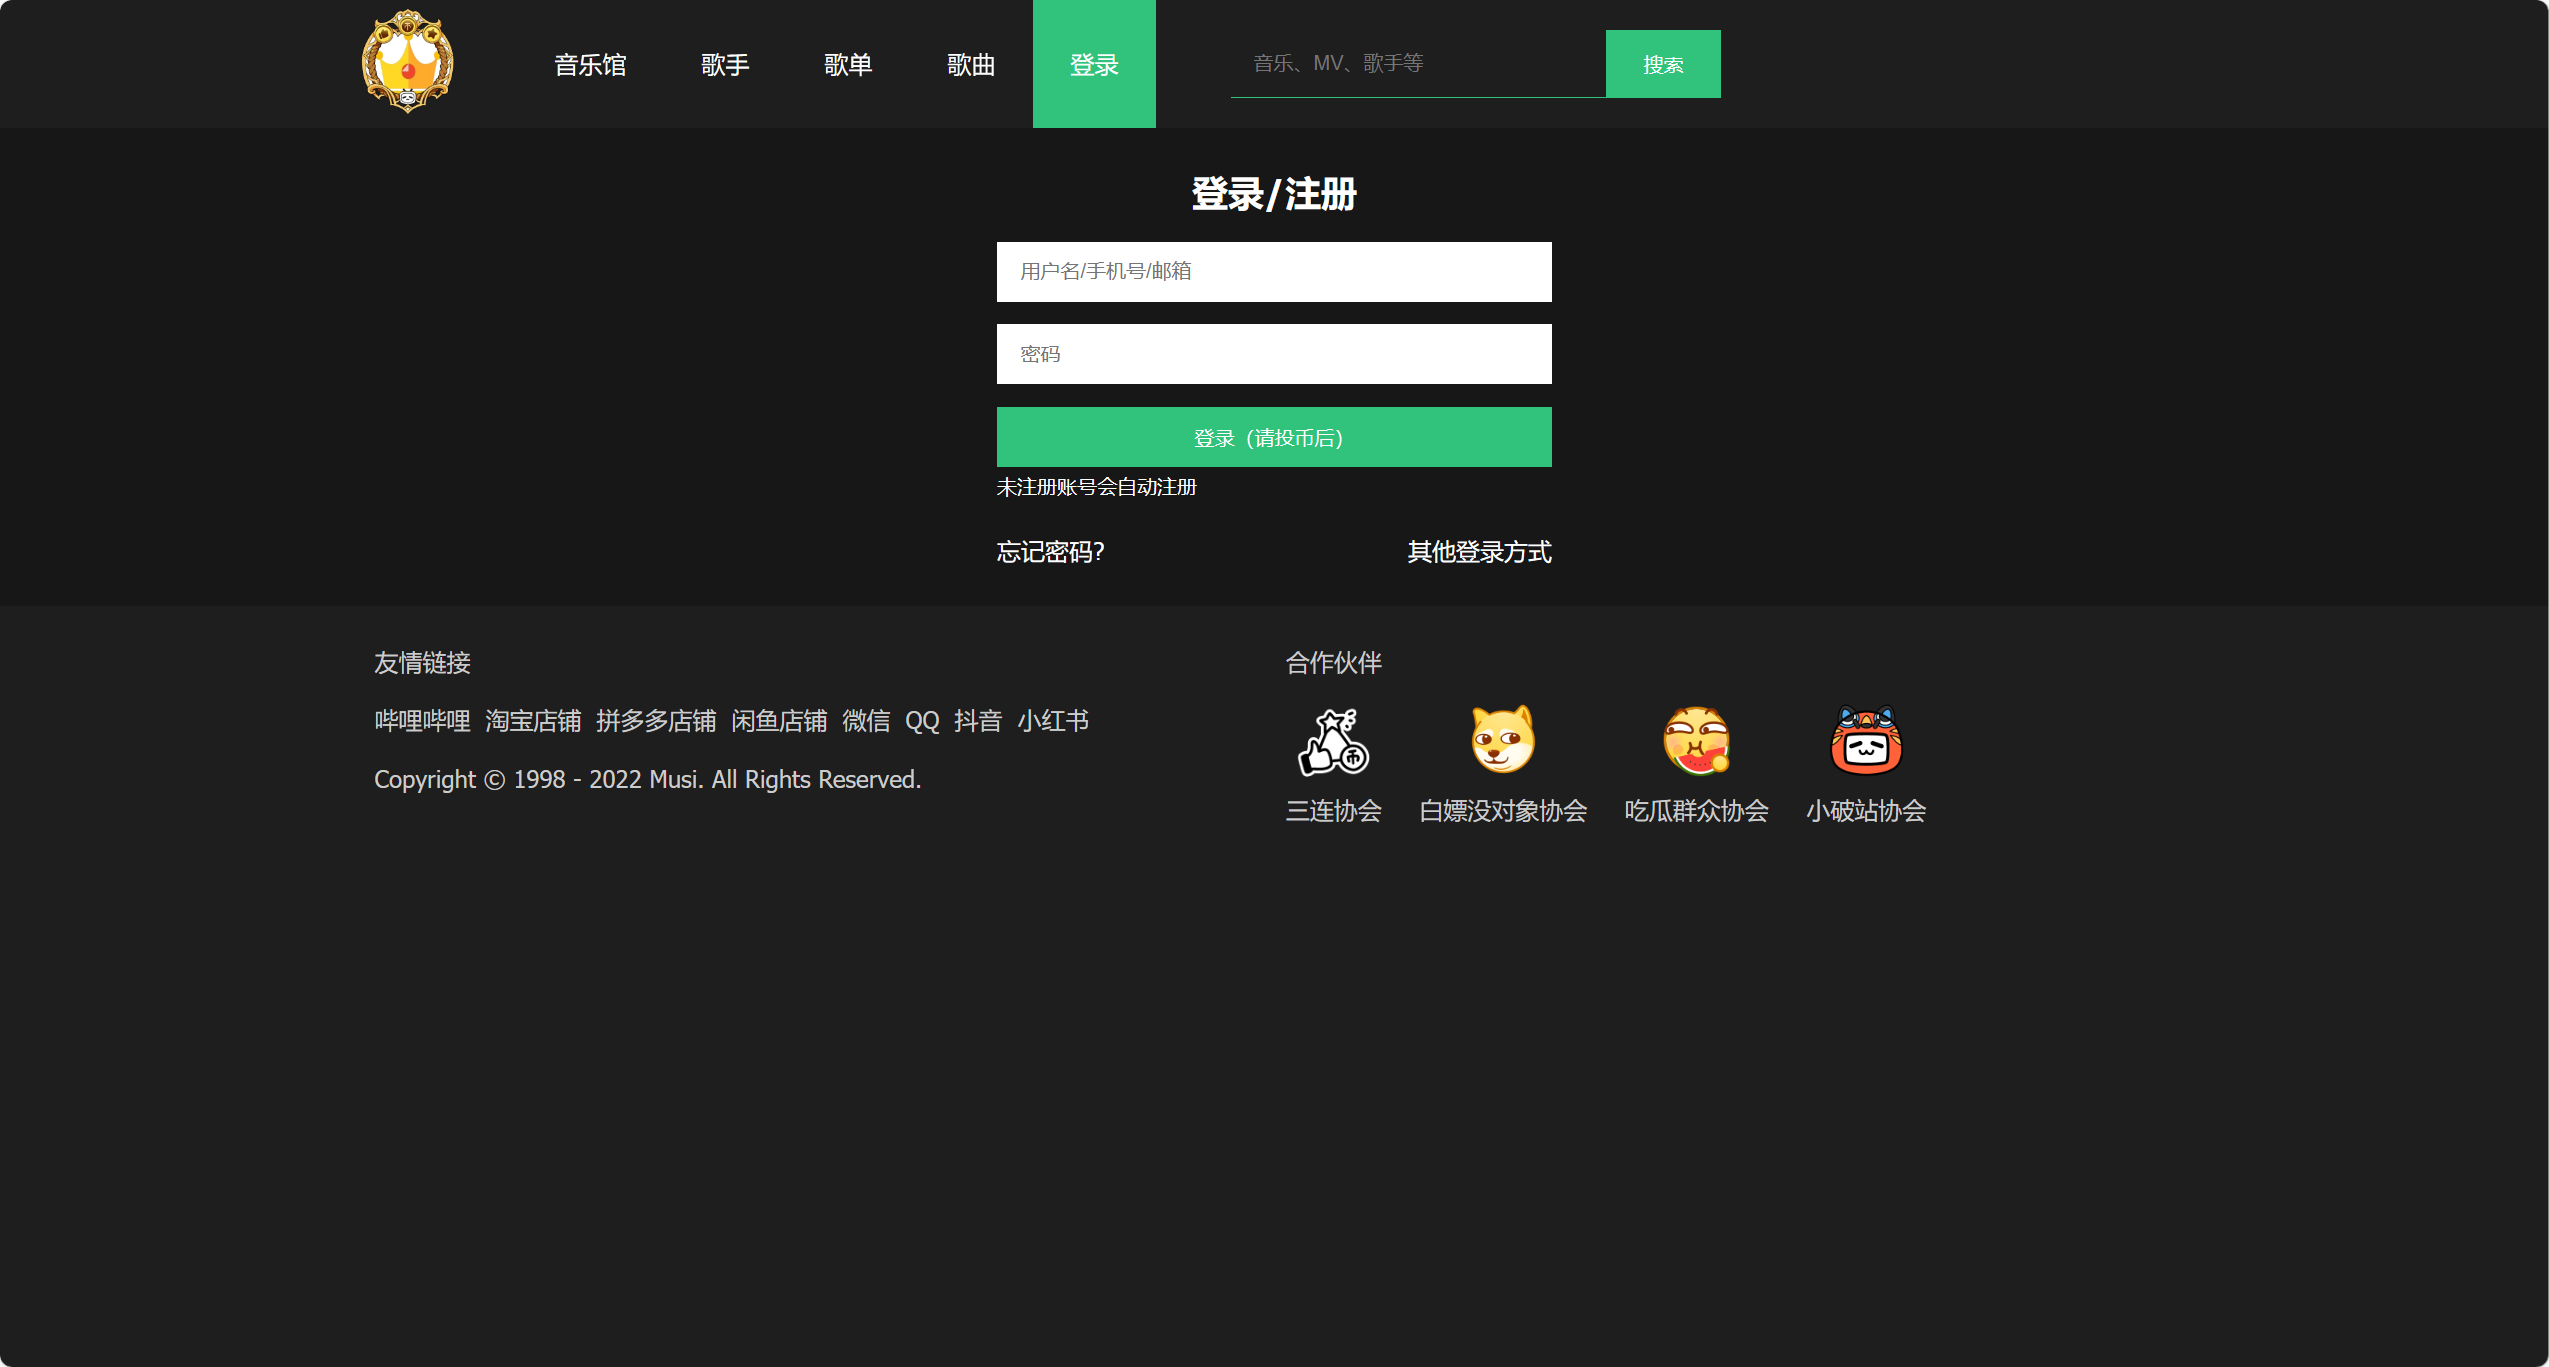 音乐馆 歌手 歌单 歌曲 登录 音乐、MV、歌手等 搜索
登录/注册
用户名/手机号/邮箱
密码
登录（请投币后）
未注册账号会自动注册
忘记密码? 其他登录方式
友情链接
哔哩哔哩 淘宝店铺 拼多多店铺 闲鱼店铺 微信 QQ 抖音 小红书
Copyright © 1998 - 2022 Musi. All Rights Reserved.
合作伙伴
三连协会 白嫖没对象协会 吃瓜群众协会 小破站协会